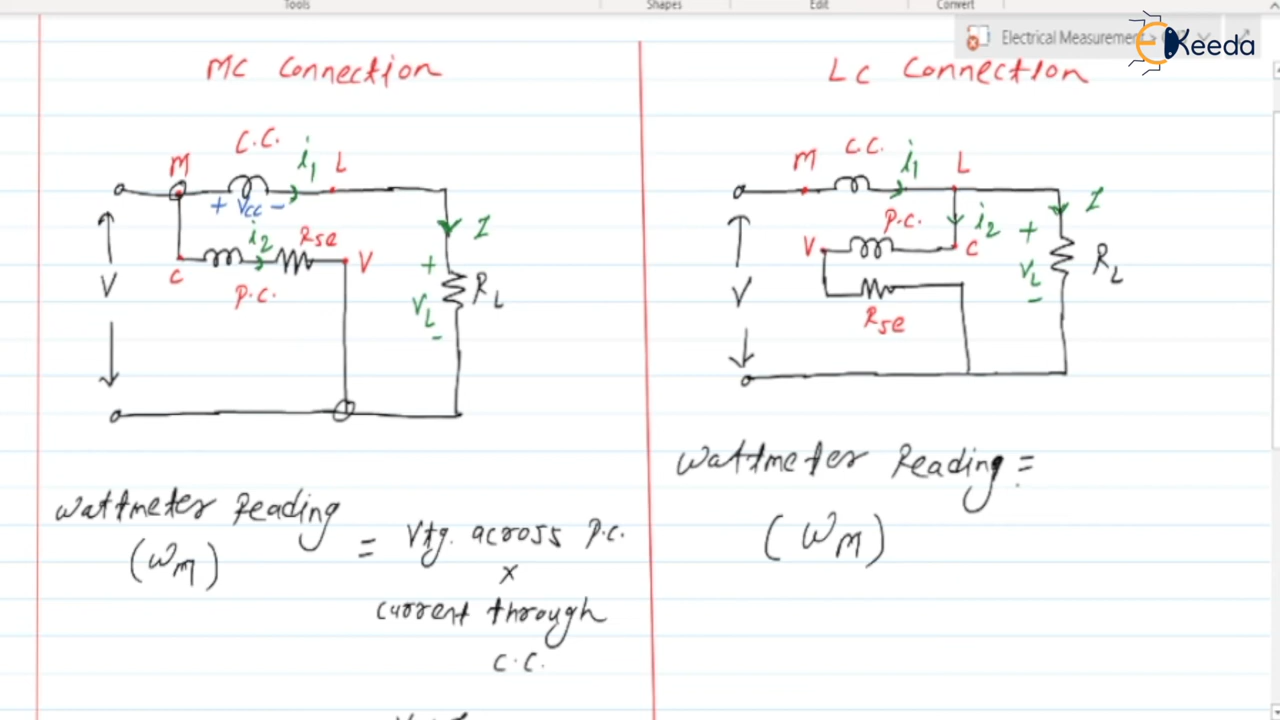 Tools Shapes Edit Convert
Electrical Measurement >
EKeeda
MC Connection
C.C.
M
i1
L
+ Vcc -
i2
Rse
V
C
P.C.
I
+
VL
-
RL
V
Wattmeter Reading
(WM)
= Vtg. across P.C.
×
current through
C.C.
LC Connection
M
C.C.
i1
L
P.C.
i2
V
C
Rse
I
+
VL
-
RL
V
Wattmeter Reading =
(WM)